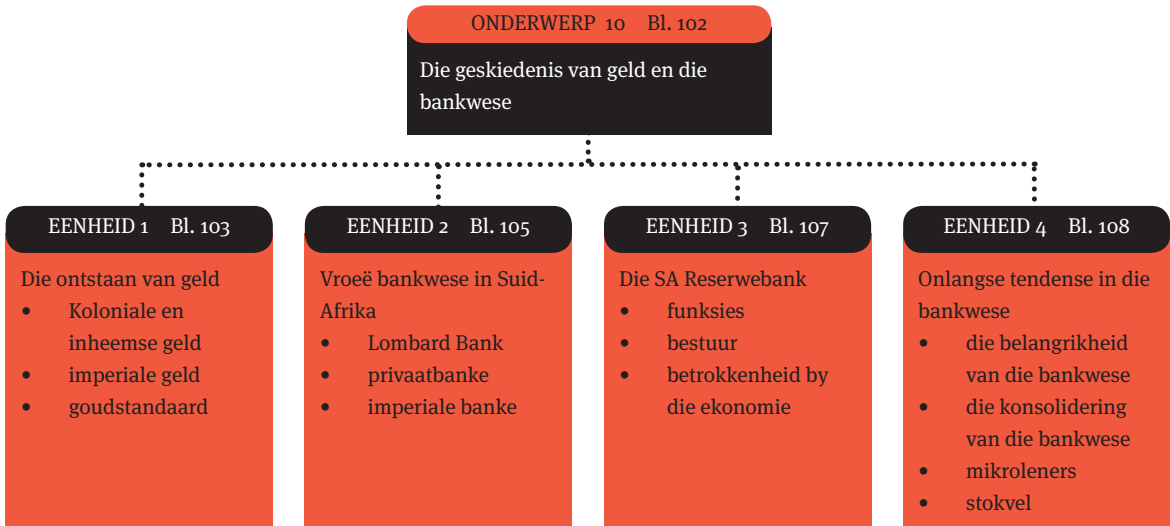 ONDERWERP 10 Bl. 102
Die geskiedenis van geld en die
bankwese
EENHEID 1 Bl. 103
Die ontstaan van geld
• Koloniale en
inheemse geld
• imperiale geld
• goudstandaard
EENHEID 2 Bl. 105
Vroeë bankwese in Suid-
Afrika
• Lombard Bank
• privaatbanke
• imperiale banke
EENHEID 3 Bl. 107
Die SA Reserwebank
• funksies
• bestuur
• betrokkenheid by
die ekonomie
EENHEID 4 Bl. 108
Onlangse tendense in die
bankwese
• die belangrikheid
van die bankwese
• die konsolidering
van die bankwese
• mikroleners
• stokvel